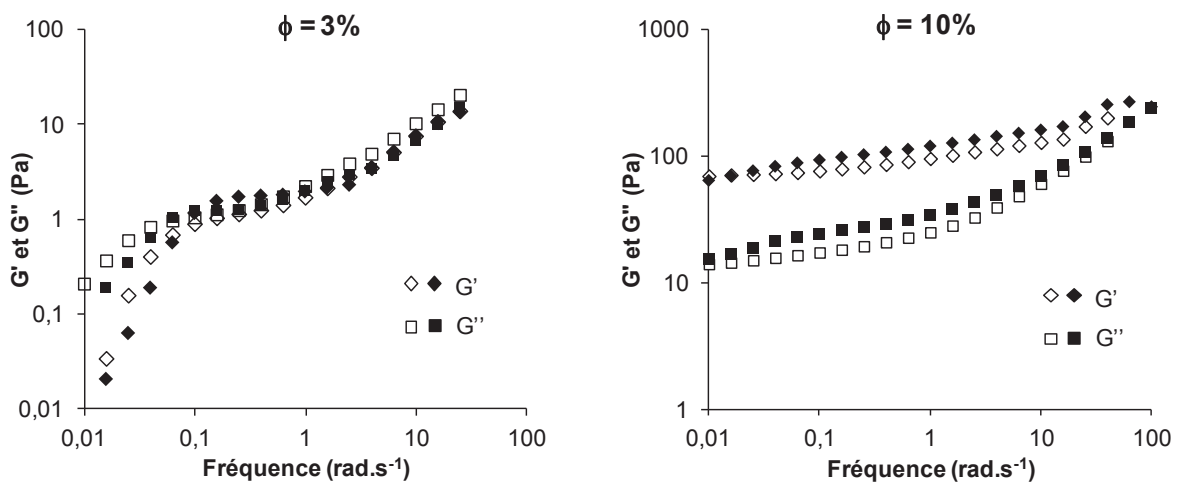 ϕ = 3%
100
10
1
0,1
0,01
G' et G'' (Pa)
G'
G''
0,01 0,1 1 10 100
Fréquence (rad.s⁻¹)
ϕ = 10%
1000
100
10
1
G' et G'' (Pa)
G'
G''
0,01 0,1 1 10 100
Fréquence (rad.s⁻¹)